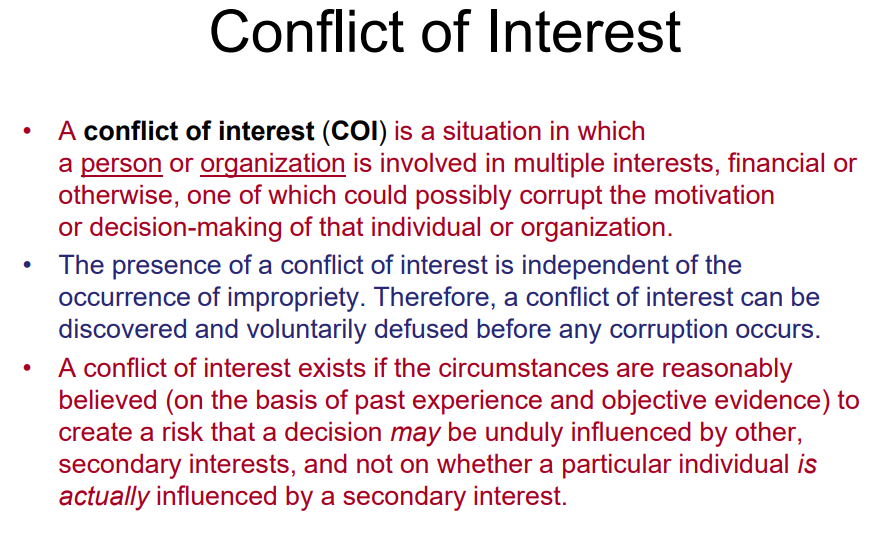 Conflict of Interest
• A conflict of interest (COI) is a situation in which
a person or organization is involved in multiple interests, financial or
otherwise, one of which could possibly corrupt the motivation
or decision-making of that individual or organization.
• The presence of a conflict of interest is independent of the
occurrence of impropriety. Therefore, a conflict of interest can be
discovered and voluntarily defused before any corruption occurs.
• A conflict of interest exists if the circumstances are reasonably
believed (on the basis of past experience and objective evidence) to
create a risk that a decision may be unduly influenced by other,
secondary interests, and not on whether a particular individual is
actually influenced by a secondary interest.